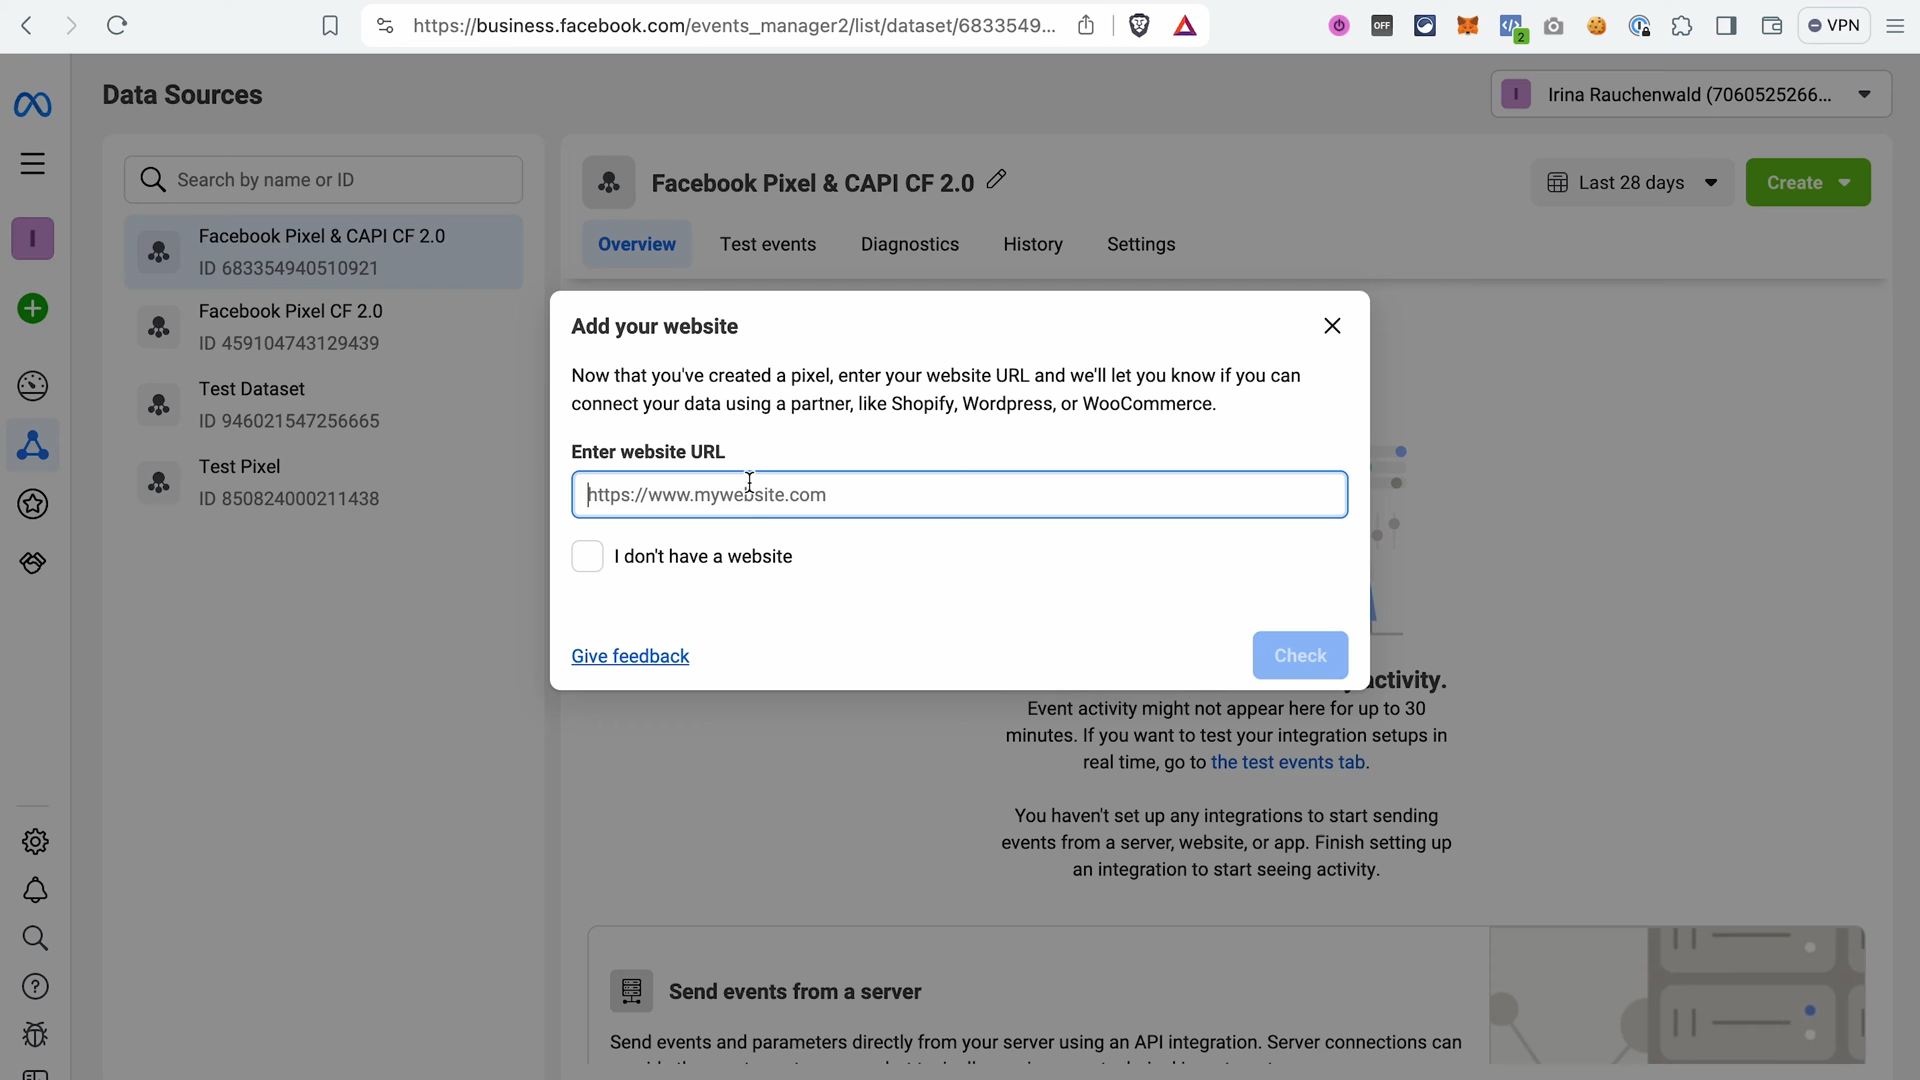 https://business.facebook.com/events_manager2/list/dataset/6833549...
OFF
2
VPN
Data Sources
I
Irina Rauchenwald (7060525266...
Search by name or ID
Facebook Pixel & CAPI CF 2.0
Last 28 days
Create
I
Facebook Pixel & CAPI CF 2.0
ID 683354940510921
Overview
Test events
Diagnostics
History
Settings
Facebook Pixel CF 2.0
ID 459104743129439
Test Dataset
ID 946021547256665
Test Pixel
ID 850824000211438
Add your website
Now that you've created a pixel, enter your website URL and we'll let you know if you can
connect your data using a partner, like Shopify, Wordpress, or WooCommerce.
Enter website URL
https://www.mywebsite.com
I don't have a website
Give feedback
Check
activity.
Event activity might not appear here for up to 30
minutes. If you want to test your integration setups in
real time, go to the test events tab.
You haven't set up any integrations to start sending
events from a server, website, or app. Finish setting up
an integration to start seeing activity.
Send events from a server
Send events and parameters directly from your server using an API integration. Server connections can